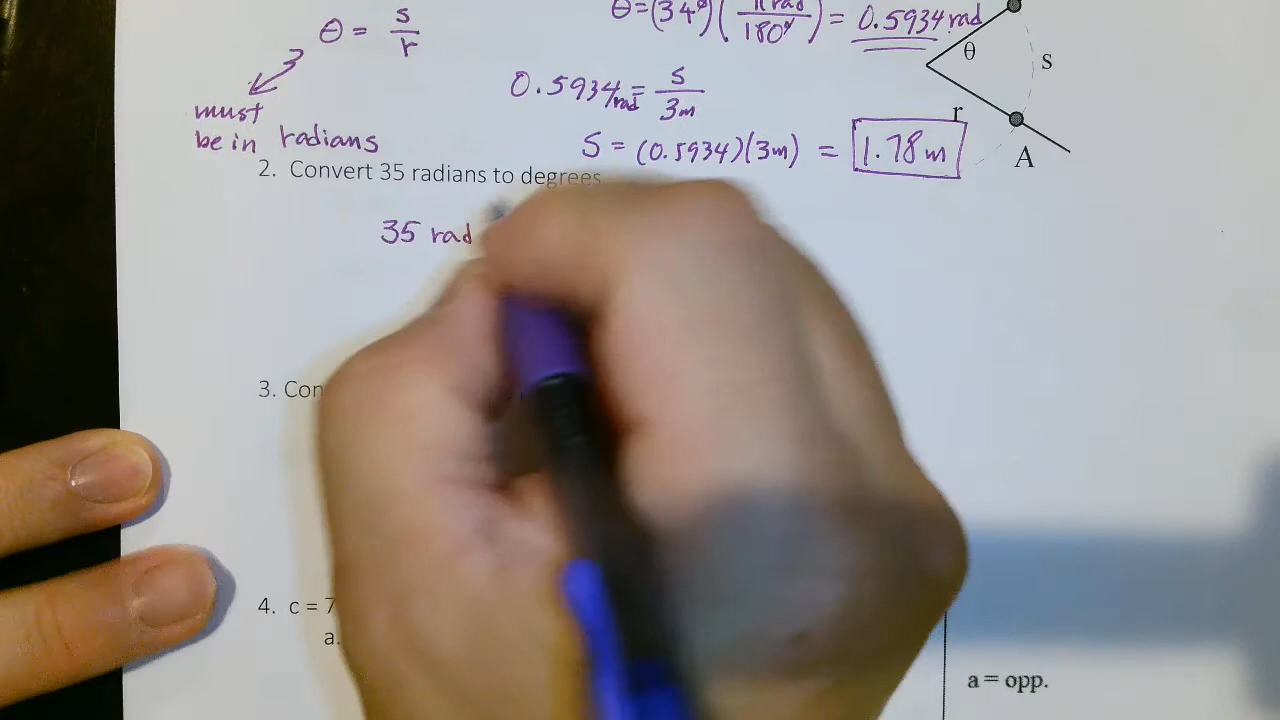 θ = s/r
θ = (34°)(π rad/180°) = 0.5934 rad
θ
s
0.5934 rad = s/3m
must
be in radians
r
S = (0.5934)(3m) = 1.78 m
A
2. Convert 35 radians to degrees
35 rad
3. Con
4. c = 7
a.
a = opp.